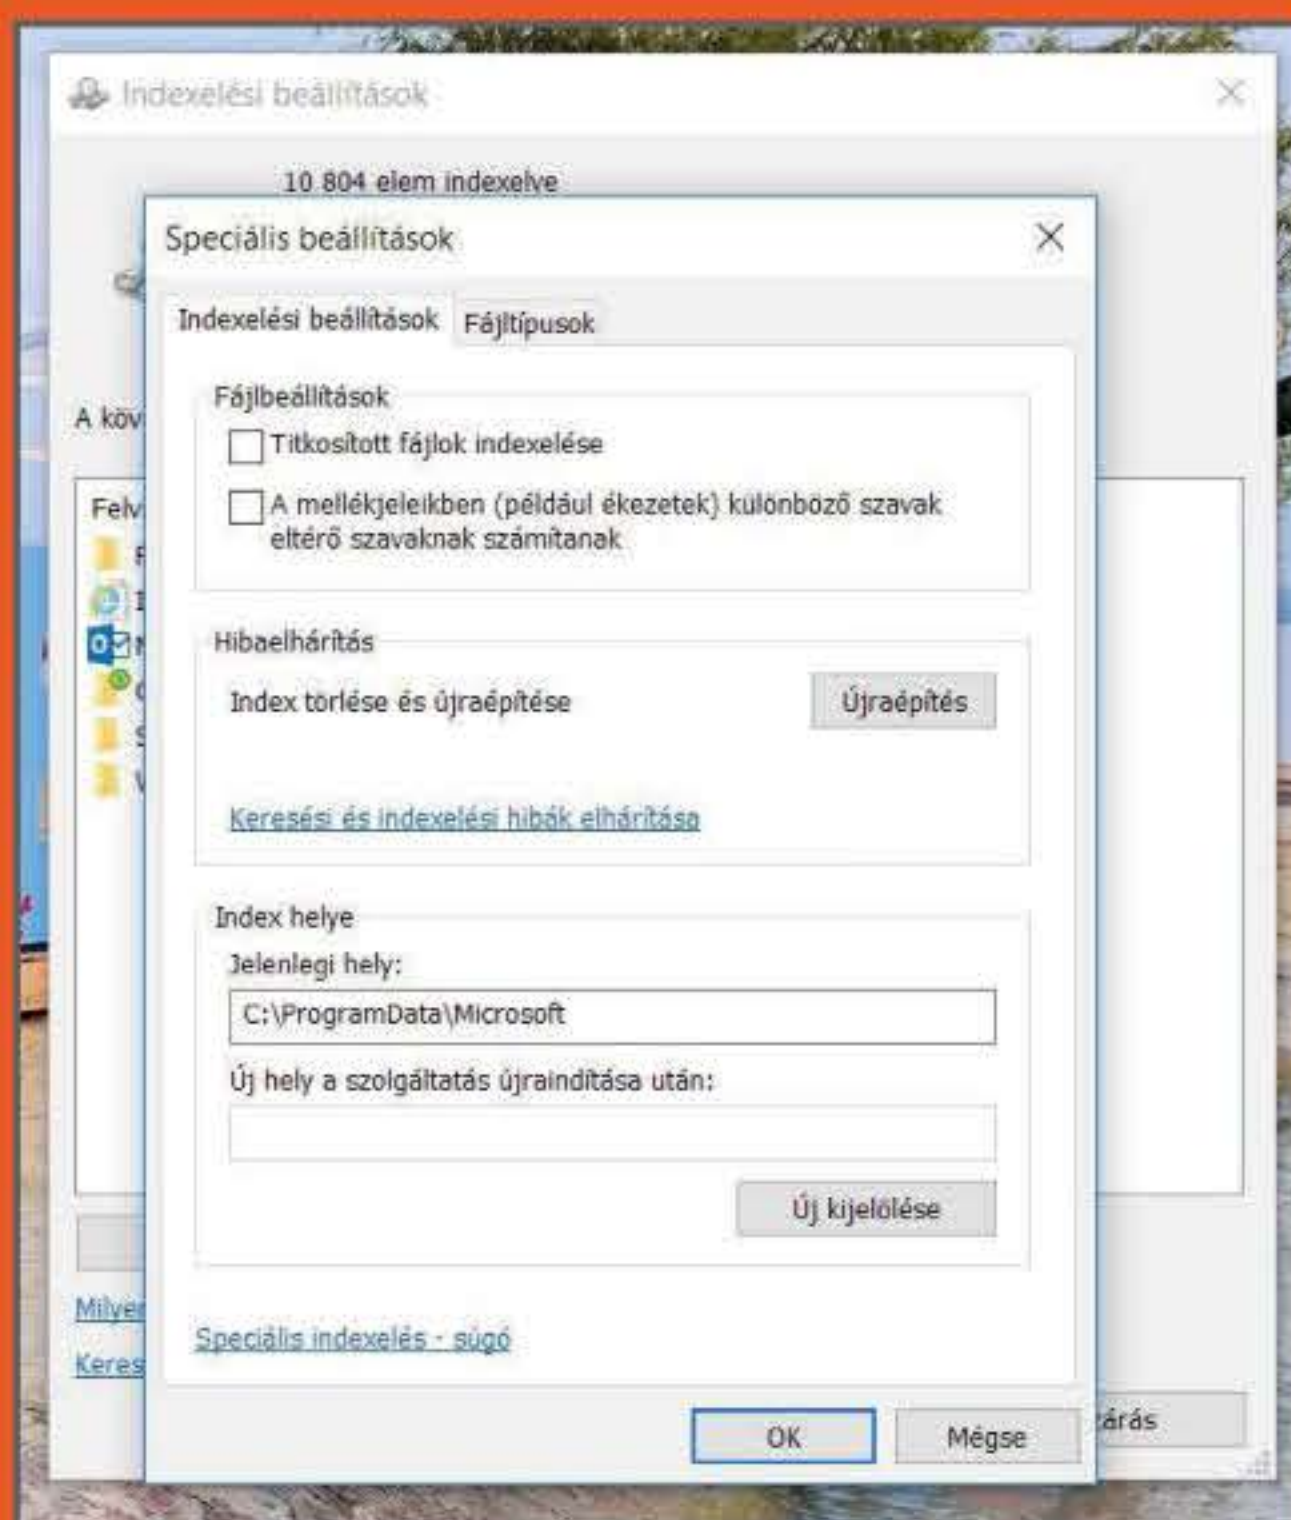 Indexelési beállítások
10 804 elem indexelve
Speciális beállítások
Indexelési beállítások Fájltípusok
Fájlbeállítások
A köv
Titkosított fájlok indexelése
Felv
A mellékjeleikben (például ékezetek) különböző szavak
eltérő szavaknak számítanak
Hibaelhárítás
Index törlése és újraépítése Újraépítés
Keresési és indexelési hibák elhárítása
Index helye
Jelenlegi hely:
C:\ProgramData\Microsoft
Új hely a szolgáltatás újraindítása után:
Új kijelölése
Milyen
Speciális indexelés - súgó
Keres
OK Mégse
zárás